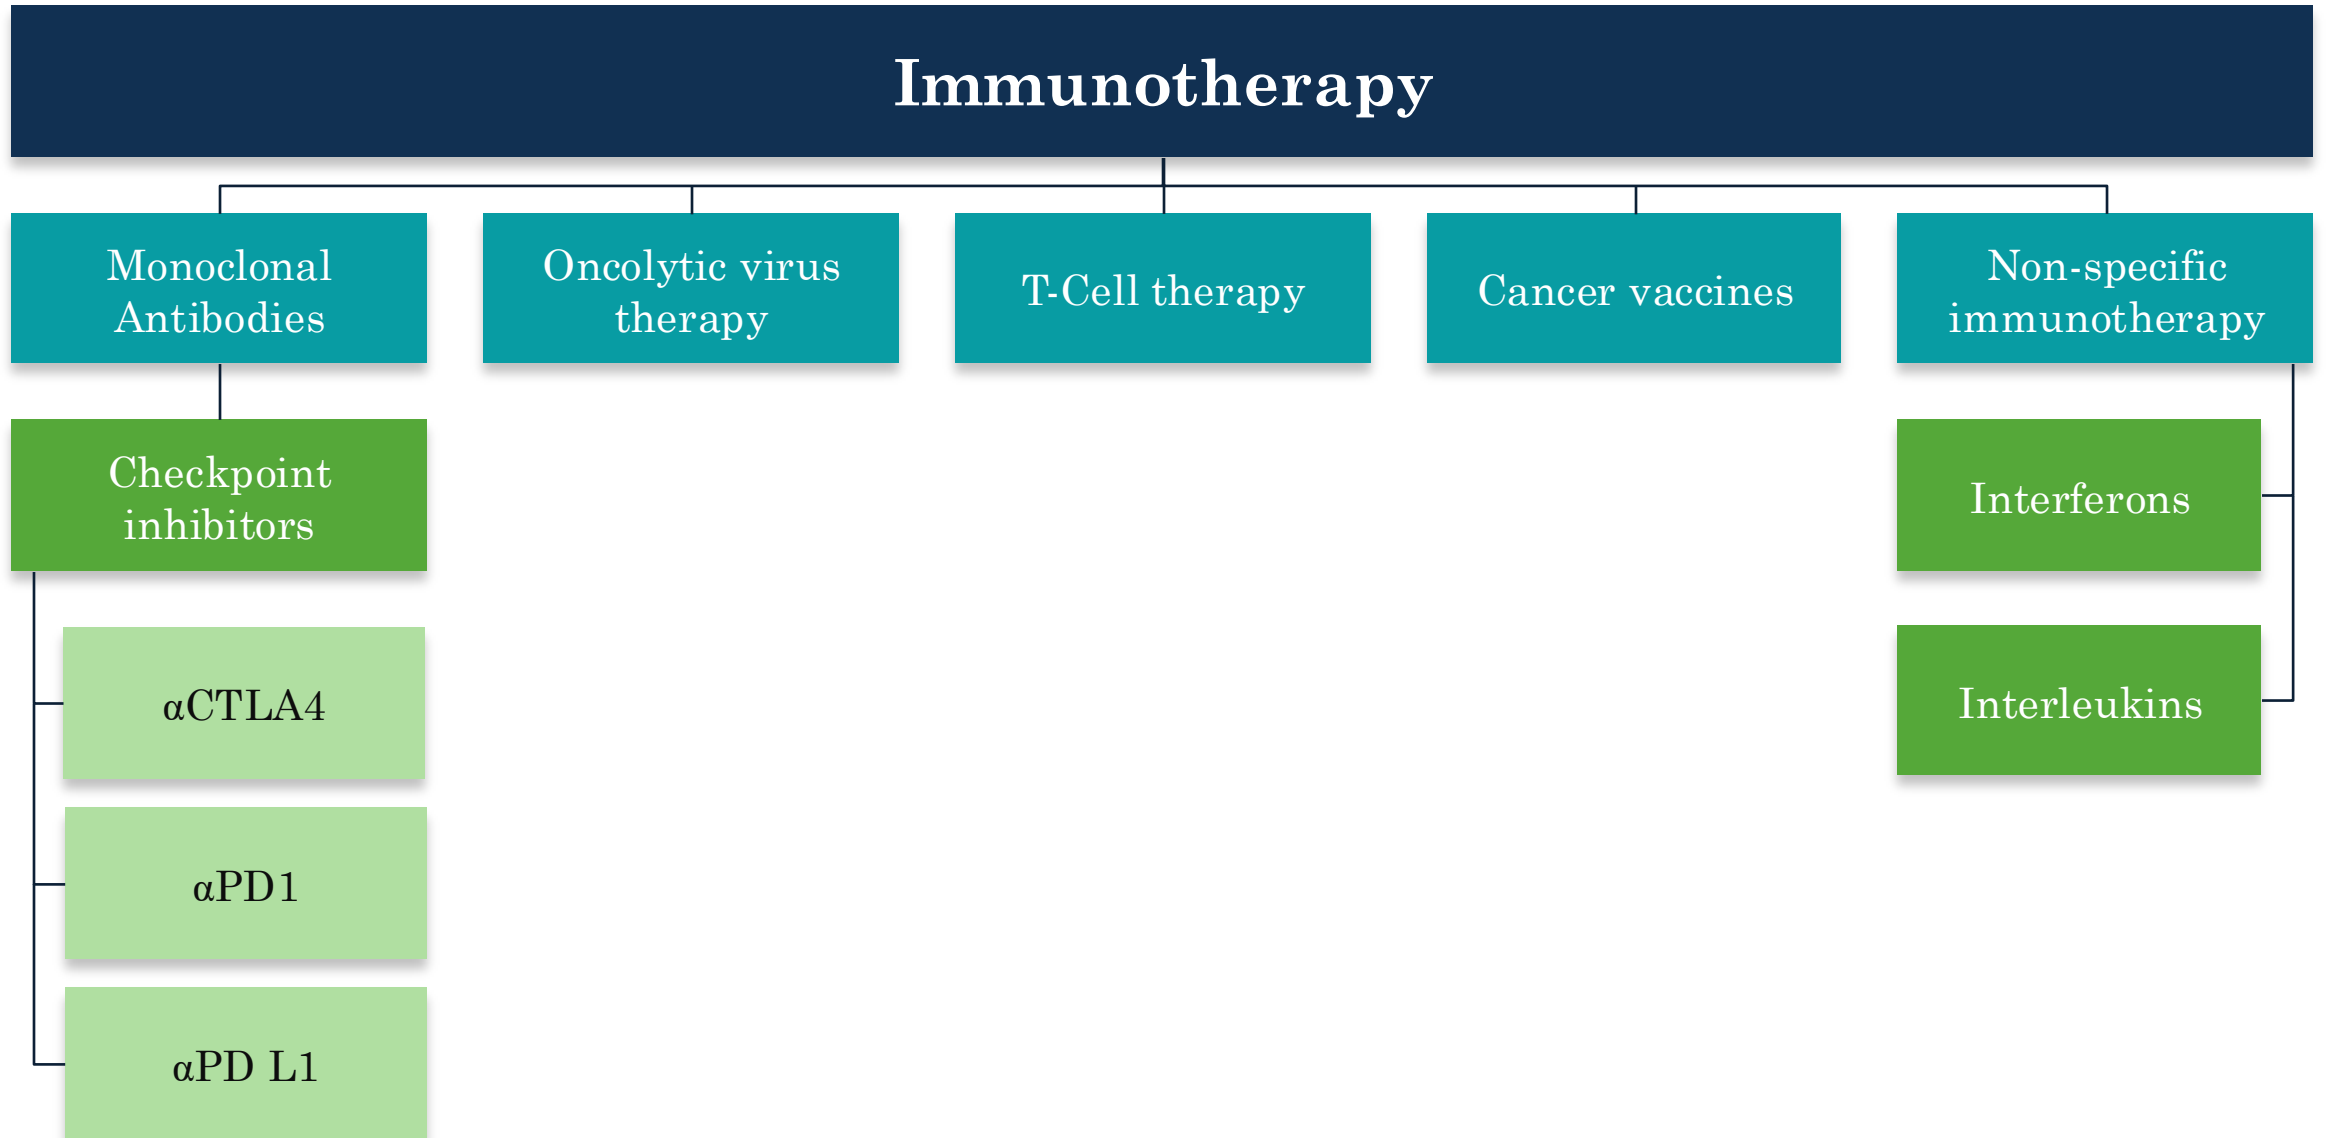 Immunotherapy
Monoclonal
Antibodies
Oncolytic virus
therapy
T-Cell therapy
Cancer vaccines
Non-specific
immunotherapy
Checkpoint
inhibitors
Interferons
αCTLA4
Interleukins
αPD1
αPD L1